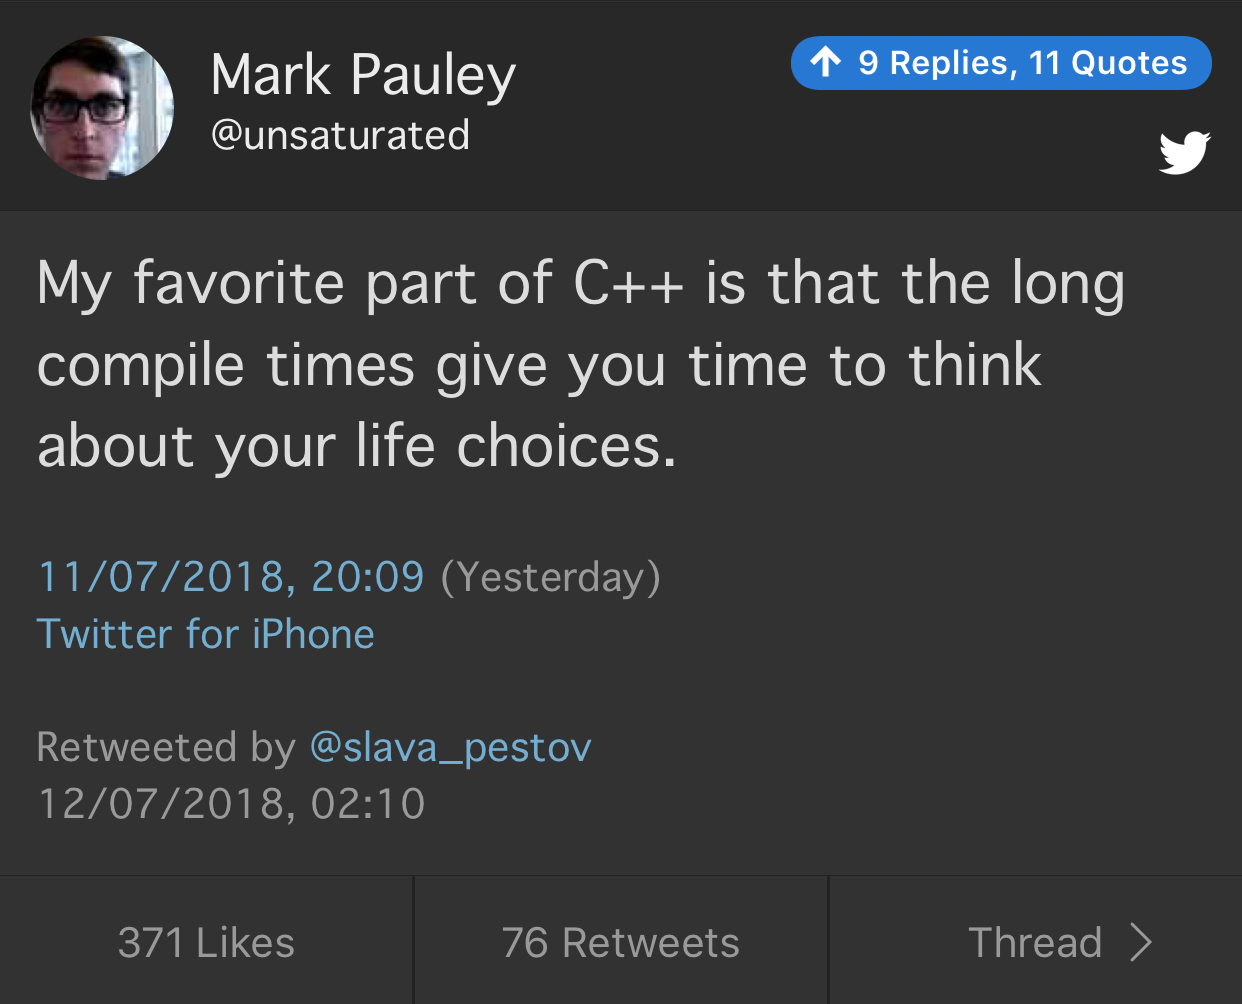 Mark Pauley
@unsaturated
9 Replies, 11 Quotes
My favorite part of C++ is that the long
compile times give you time to think
about your life choices.
11/07/2018, 20:09 (Yesterday)
Twitter for iPhone
Retweeted by @slava_pestov
12/07/2018, 02:10
371 Likes
76 Retweets
Thread